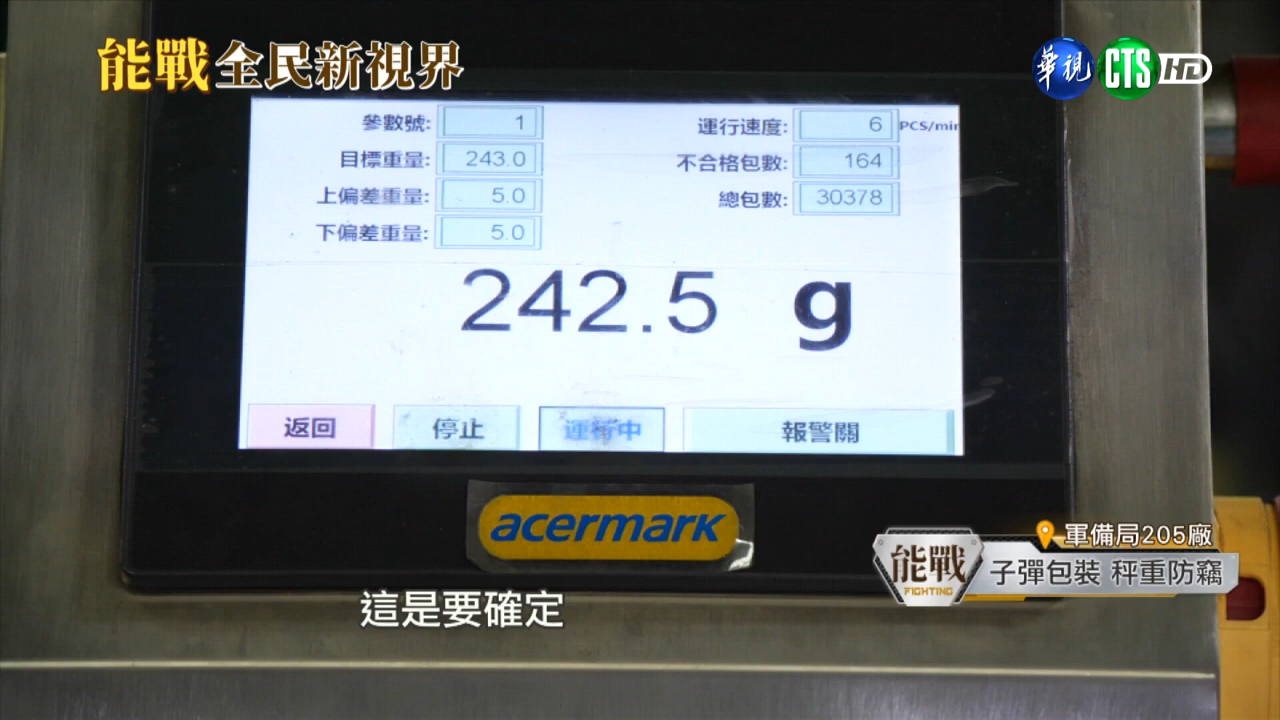 能戰全民新視界
華視 CTS HD
參數號: 1
運行速度: 6 PCS/min
目標重量: 243.0
不合格包數: 164
上偏差重量: 5.0
總包數: 30378
下偏差重量: 5.0
242.5 g
返回 停止 運行中 報警關
acermark
軍備局205廠
能戰 FIGHTING
子彈包裝 秤重防竊
這是要確定